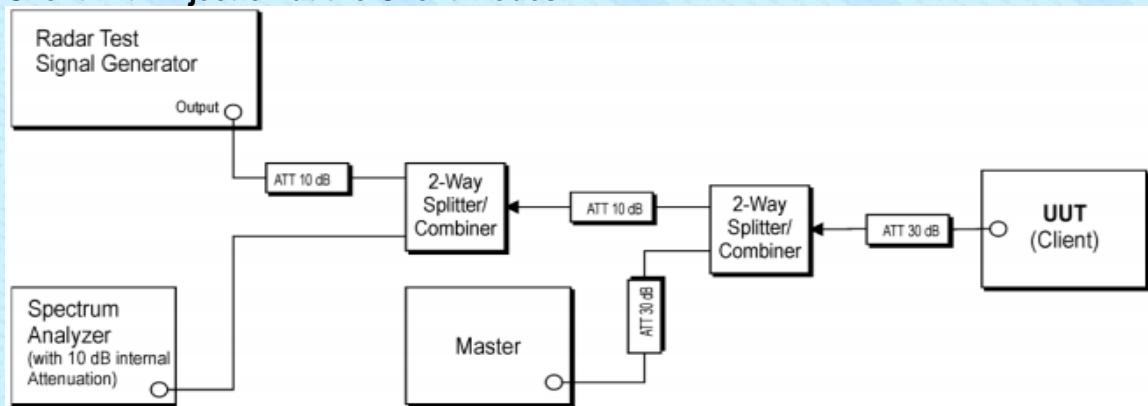 Radar Test
Signal Generator
Output
ATT 10 dB
2-Way
Splitter/
Combiner
ATT 10 dB
2-Way
Splitter/
Combiner
ATT 30 dB
UUT
(Client)
Spectrum
Analyzer
(with 10 dB internal
Attenuation)
Master
ATT 30 dB